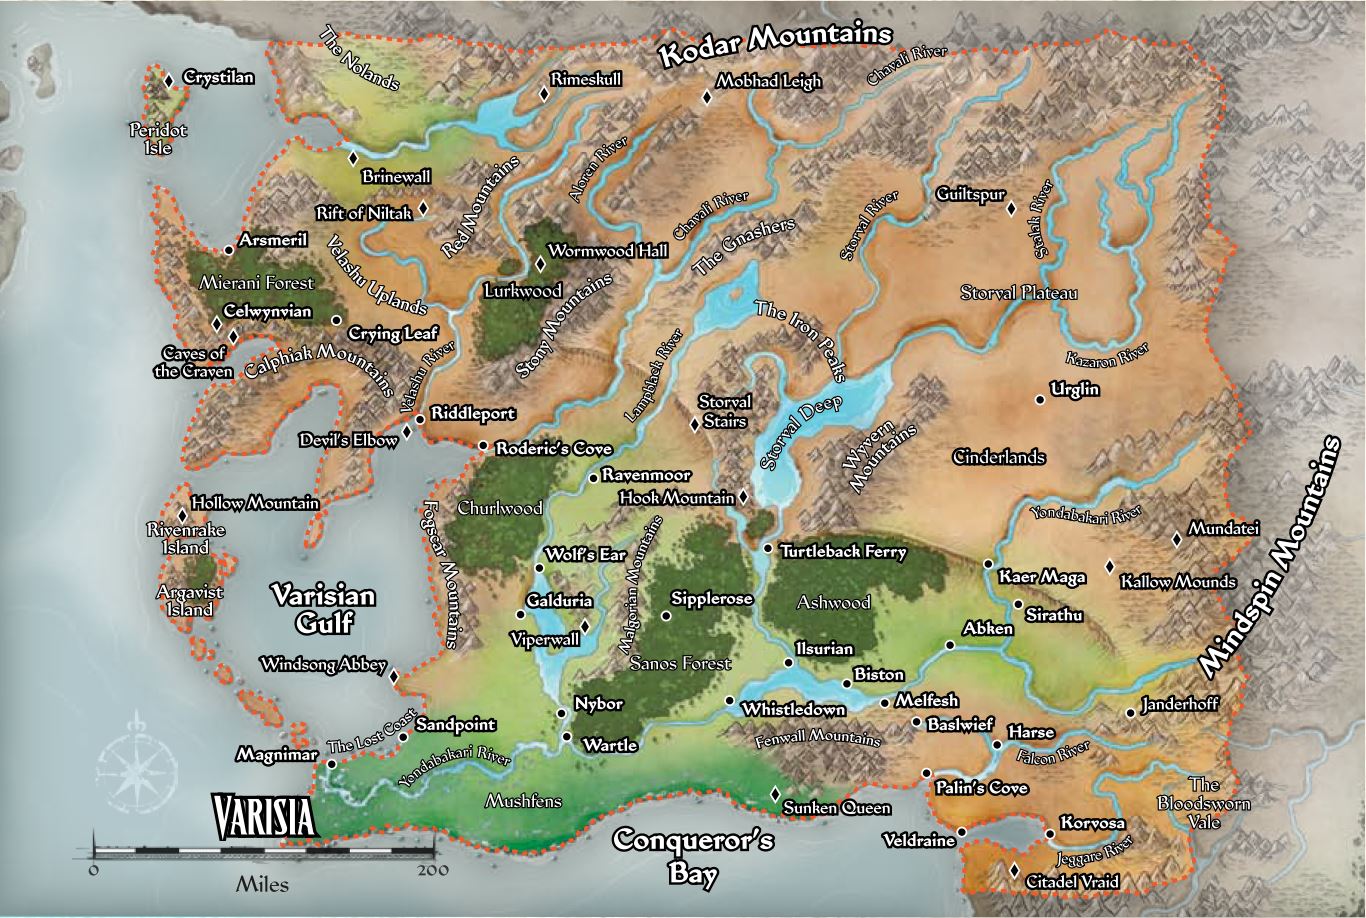 Kodar Mountains
The Nolands
Chavali River
Crystilan
Rimeskull
Mobhad Leigh
Peridot
Isle
Brinewall
Red Mountains
Aloren River
Guiltspur
Rift of Niltak
Chavali River
Storval River
Sralak River
Arsmeril
Velashu Uplands
Wormwood Hall
The Gnashers
Mierani Forest
Lurkwood
Storval Plateau
Celwynvian
Crying Leaf
Stony Mountains
The Iron Peaks
Caves of
the Craven
Calphiak Mountains
Velashu River
Lampblack River
Kazaron River
Urglin
Riddleport
Storval
Stairs
Storval Deep
Devil's Elbow
Roderic's Cove
Wyvern
Mountains
Cinderlands
Ravenmoor
Hook Mountain
Hollow Mountain
Churlwood
Yondabakari River
Rivenrake
Island
Fogscar Mountains
Mundatei
Wolf's Ear
Malgorian Mountains
Turtleback Ferry
Kaer Maga
Kallow Mounds
Mindspin Mountains
Argavist
Island
Varisian
Gulf
Galduria
Sipplerose
Ashwood
Sirathu
Viperwall
Abken
Windsong Abbey
Sanos Forest
Ilsurian
Biston
Nybor
Whistledown
Melfesh
Janderhoff
The Lost Coast
Sandpoint
Wartle
Fenwall Mountains
Baslwief
Harse
Magnimar
Yondabakari River
Falcon River
Palin's Cove
The
Bloodsworn
Vale
Mushfens
Sunken Queen
VARISIA
Conqueror's
Bay
Veldraine
Korvosa
Jeggare River
Citadel Vraid
0
200
Miles